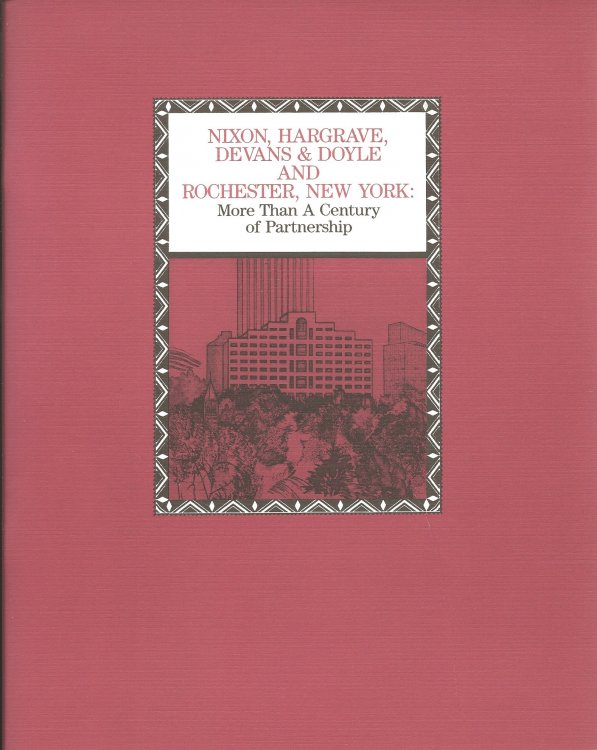 NIXON, HARGRAVE,
DEVANS & DOYLE
AND
ROCHESTER, NEW YORK:
More Than A Century
of Partnership